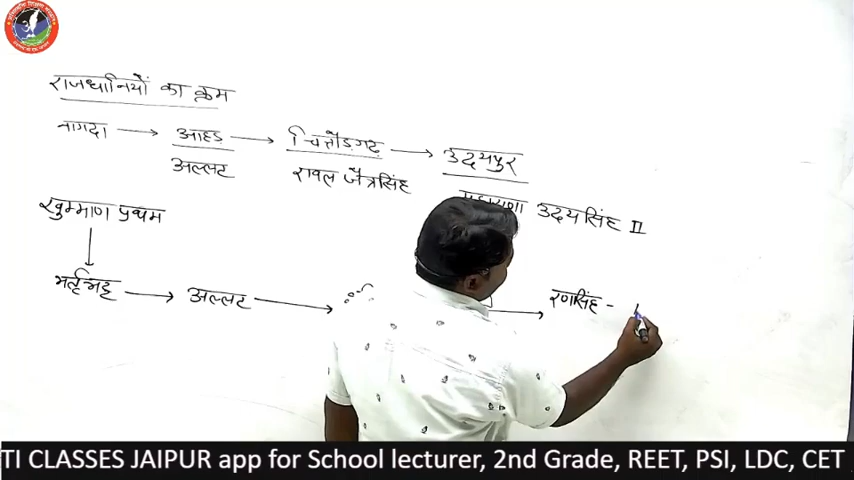 राजधानियों का क्रम
नागदा → आहड़ → चित्तौड़गढ़ → उदयपुर
अल्लट रावल जैत्रसिंह उदयसिंह II
खुम्माण प्रथम
भर्तृभट्ट → अल्लट → → रणसिंह -
TI CLASSES JAIPUR app for School lecturer, 2nd Grade, REET, PSI, LDC, CET